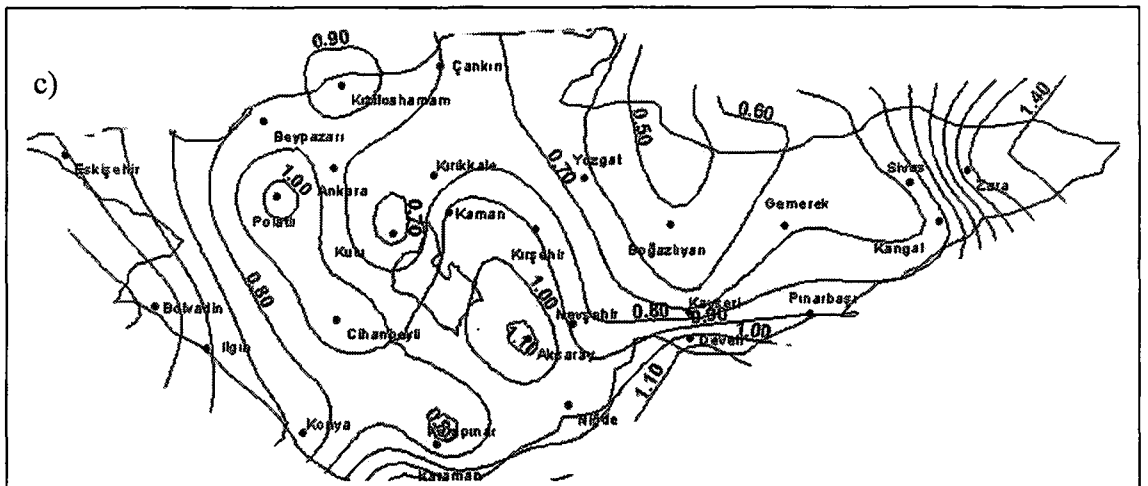 c)
0.90
Çankırı
Kızılcahamam
Beypazarı
Eskişehir
1.00
Ankara
Polatlı
Kırıkkale
0.70
Kulu
Kaman
Kırşehir
0.70
Yozgat
0.50
0.60
1.40
Sivas
Zara
Gemerek
Boğazlıyan
Kangal
0.80
Bolvadin
Ilgın
Cihanbeyli
1.00
1.10
Aksaray
Nevşehir
Kayseri
0.80
0.90
Develi
1.00
Pınarbaşı
1.10
Niğde
Konya
Karapınar
Karaman